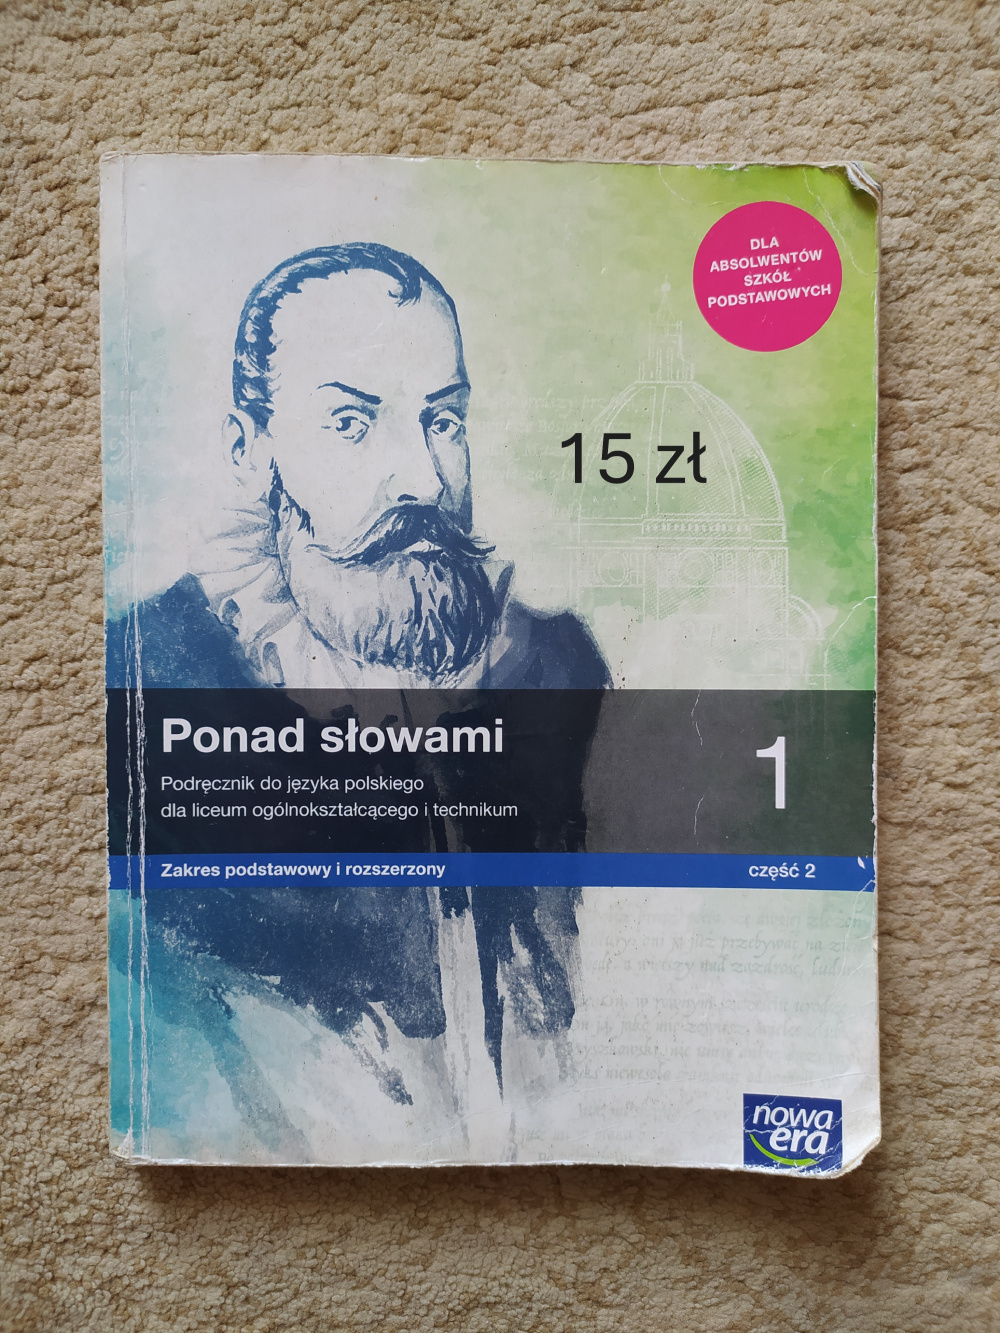 DLA
ABSOLWENTÓW
SZKÓŁ
PODSTAWOWYCH
15 zł
Ponad słowami
1
Podręcznik do języka polskiego
dla liceum ogólnokształcącego i technikum
Zakres podstawowy i rozszerzony
część 2
nowa
era